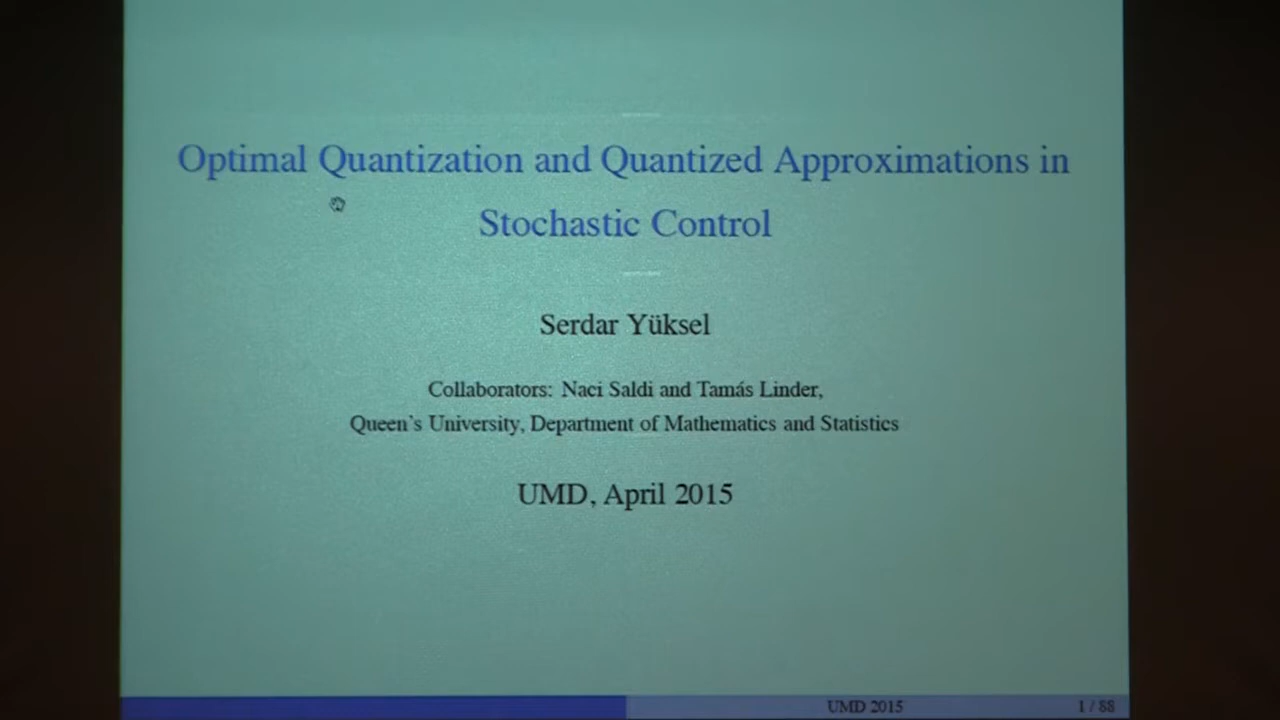 Optimal Quantization and Quantized Approximations in
Stochastic Control
Serdar Yüksel
Collaborators: Naci Saldi and Tamás Linder,
Queen's University, Department of Mathematics and Statistics
UMD, April 2015
UMD 2015
1 / 88